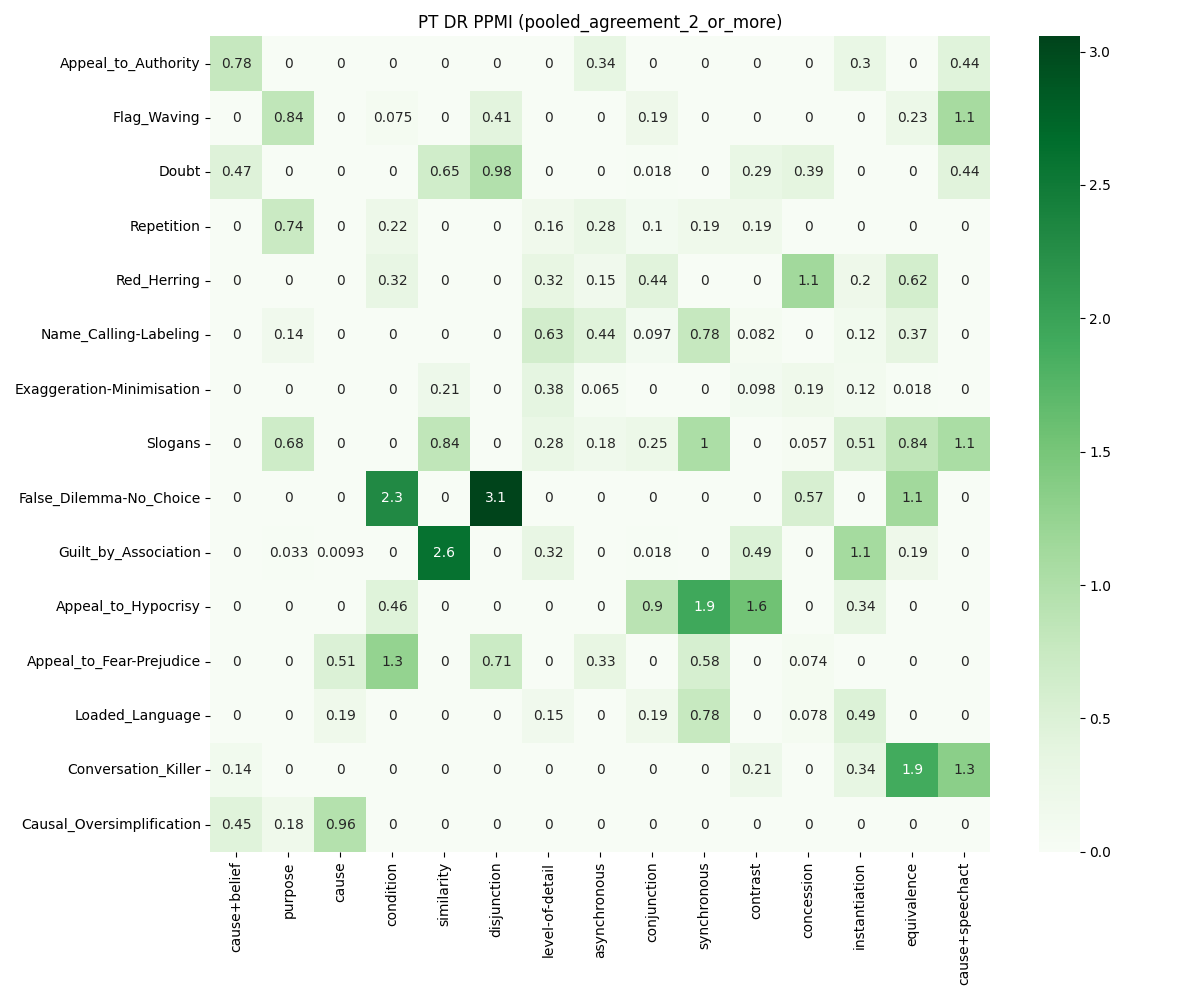 PT DR PPMI (pooled_agreement_2_or_more)
Appeal_to_Authority 0.78 0 0 0 0 0 0 0.34 0 0 0 0 0.3 0 0.44
Flag_Waving 0 0.84 0 0.075 0 0.41 0 0 0.19 0 0 0 0 0.23 1.1
Doubt 0.47 0 0 0 0.65 0.98 0 0 0.018 0 0.29 0.39 0 0 0.44
Repetition 0 0.74 0 0.22 0 0 0.16 0.28 0.1 0.19 0.19 0 0 0 0
Red_Herring 0 0 0 0.32 0 0 0.32 0.15 0.44 0 0 1.1 0.2 0.62 0
Name_Calling-Labeling 0 0.14 0 0 0 0 0.63 0.44 0.097 0.78 0.082 0 0.12 0.37 0
Exaggeration-Minimisation 0 0 0 0 0.21 0 0.38 0.065 0 0 0.098 0.19 0.12 0.018 0
Slogans 0 0.68 0 0 0.84 0 0.28 0.18 0.25 1 0 0.057 0.51 0.84 1.1
False_Dilemma-No_Choice 0 0 0 2.3 0 3.1 0 0 0 0 0 0.57 0 1.1 0
Guilt_by_Association 0 0.033 0.0093 0 2.6 0 0.32 0 0.018 0 0.49 0 1.1 0.19 0
Appeal_to_Hypocrisy 0 0 0 0.46 0 0 0 0 0.9 1.9 1.6 0 0.34 0 0
Appeal_to_Fear-Prejudice 0 0 0.51 1.3 0 0.71 0 0.33 0 0.58 0 0.074 0 0 0
Loaded_Language 0 0 0.19 0 0 0 0.15 0 0.19 0.78 0 0.078 0.49 0 0
Conversation_Killer 0.14 0 0 0 0 0 0 0 0 0 0.21 0 0.34 1.9 1.3
Causal_Oversimplification 0.45 0.18 0.96 0 0 0 0 0 0 0 0 0 0 0 0
cause+belief
purpose
cause
condition
similarity
disjunction
level-of-detail
asynchronous
conjunction
synchronous
contrast
concession
instantiation
equivalence
cause+speechact
3.0
2.5
2.0
1.5
1.0
0.5
0.0